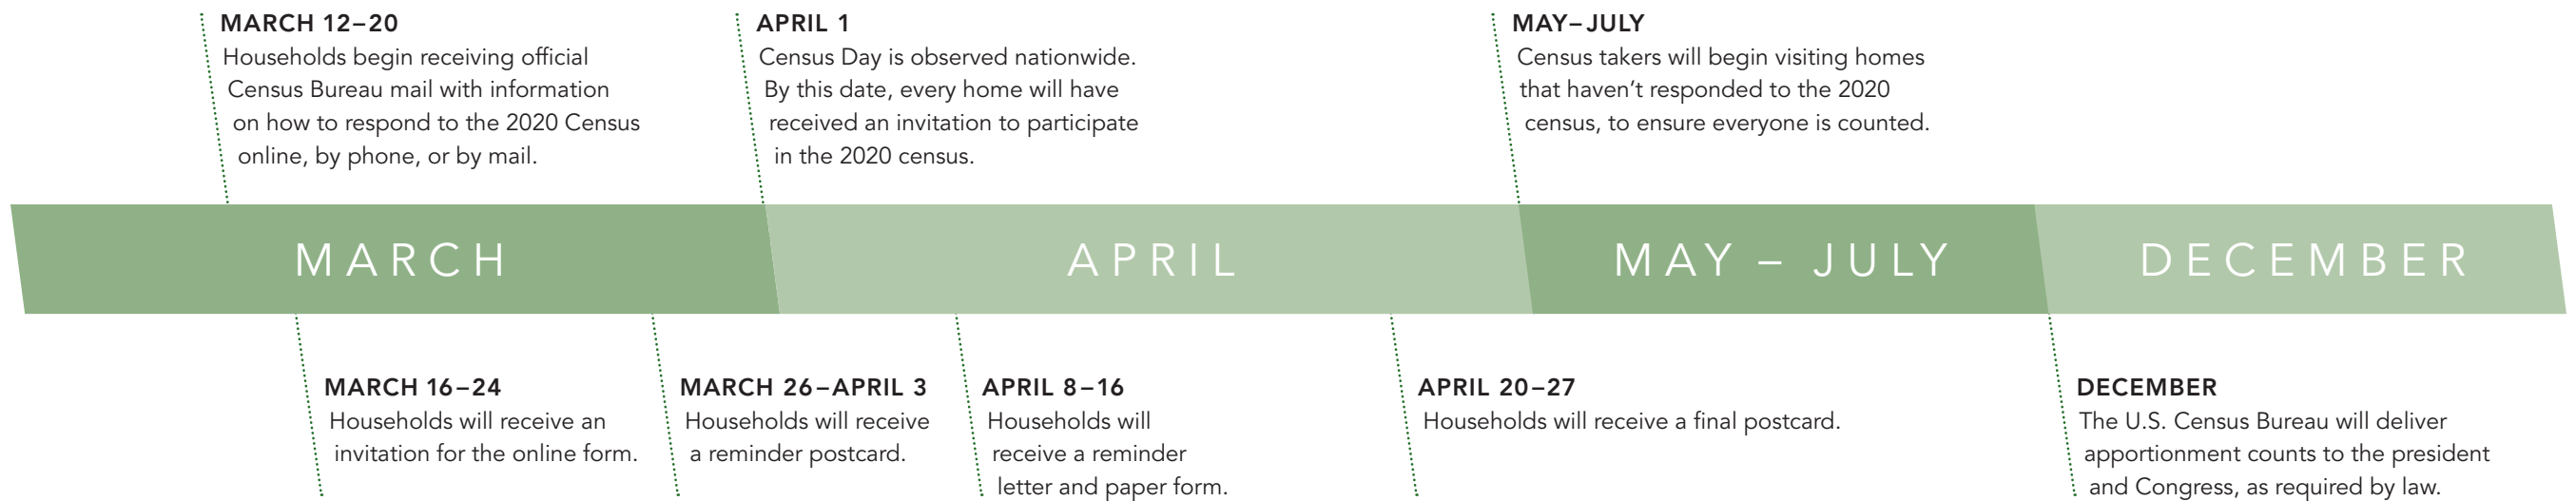 MARCH 12–20
Households begin receiving official
Census Bureau mail with information
on how to respond to the 2020 Census
online, by phone, or by mail.
APRIL 1
Census Day is observed nationwide.
By this date, every home will have
received an invitation to participate
in the 2020 census.
MAY–JULY
Census takers will begin visiting homes
that haven’t responded to the 2020
census, to ensure everyone is counted.
MARCH
APRIL
MAY – JULY
DECEMBER
MARCH 16–24
Households will receive an
invitation for the online form.
MARCH 26–APRIL 3
Households will receive
a reminder postcard.
APRIL 8–16
Households will
receive a reminder
letter and paper form.
APRIL 20–27
Households will receive a final postcard.
DECEMBER
The U.S. Census Bureau will deliver
apportionment counts to the president
and Congress, as required by law.